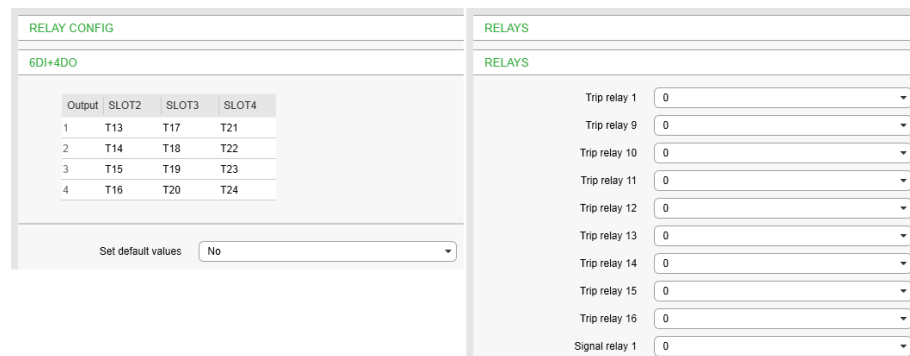 RELAY CONFIG
6DI+4DO
Output SLOT2 SLOT3 SLOT4
1 T13 T17 T21
2 T14 T18 T22
3 T15 T19 T23
4 T16 T20 T24
Set default values No
RELAYS
RELAYS
Trip relay 1 0
Trip relay 9 0
Trip relay 10 0
Trip relay 11 0
Trip relay 12 0
Trip relay 13 0
Trip relay 14 0
Trip relay 15 0
Trip relay 16 0
Signal relay 1 0